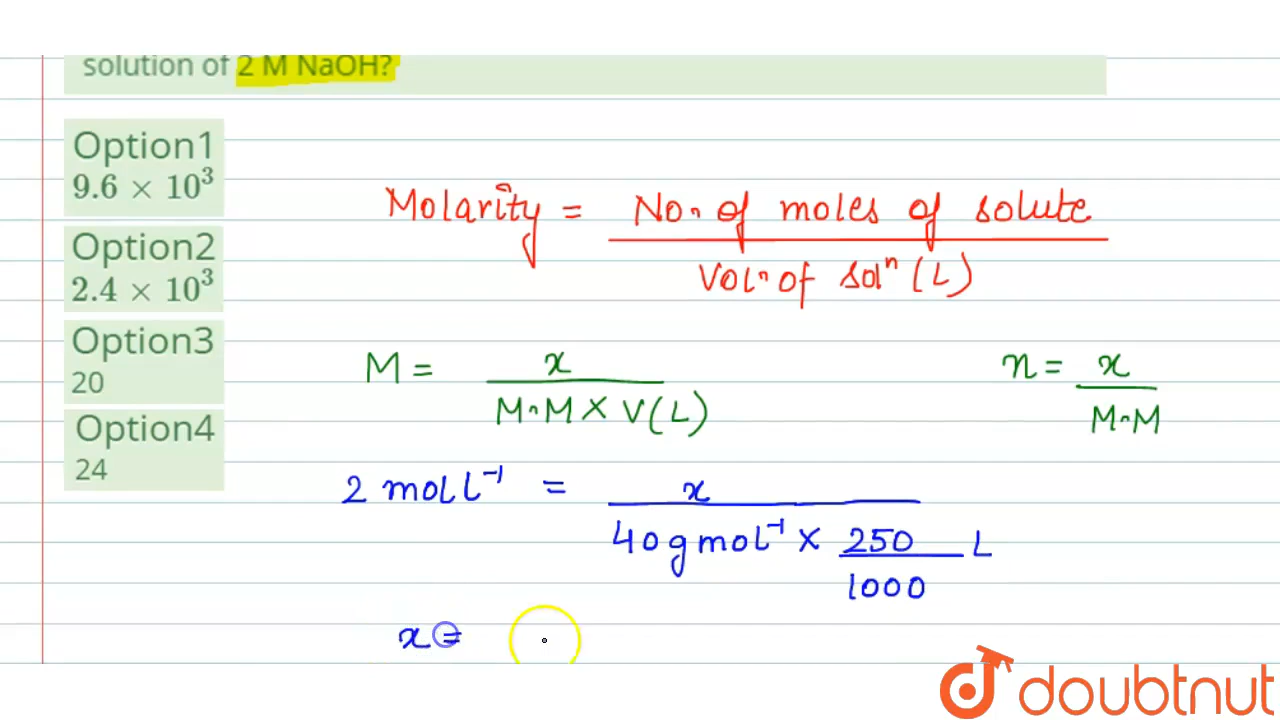 solution of 2 M NaOH?
Option1
9.6 × 10³
Option2
2.4 × 10³
Option3
20
Option4
24
Molarity = No. of moles of solute
Vol. of solⁿ (L)
M = x
M.M × V(L)
n = x
M.M
2 mol L⁻¹ = x
40 g mol⁻¹ × 250 L
1000
x =
doubtnut